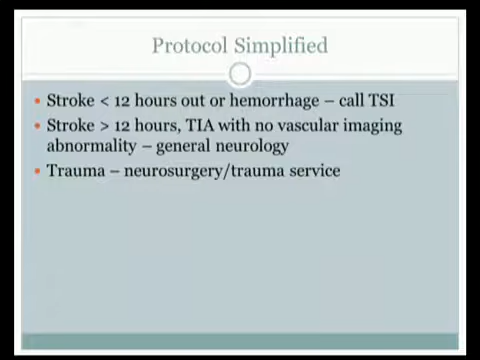 Protocol Simplified
Stroke < 12 hours out or hemorrhage – call TSI
Stroke > 12 hours, TIA with no vascular imaging
abnormality – general neurology
Trauma – neurosurgery/trauma service